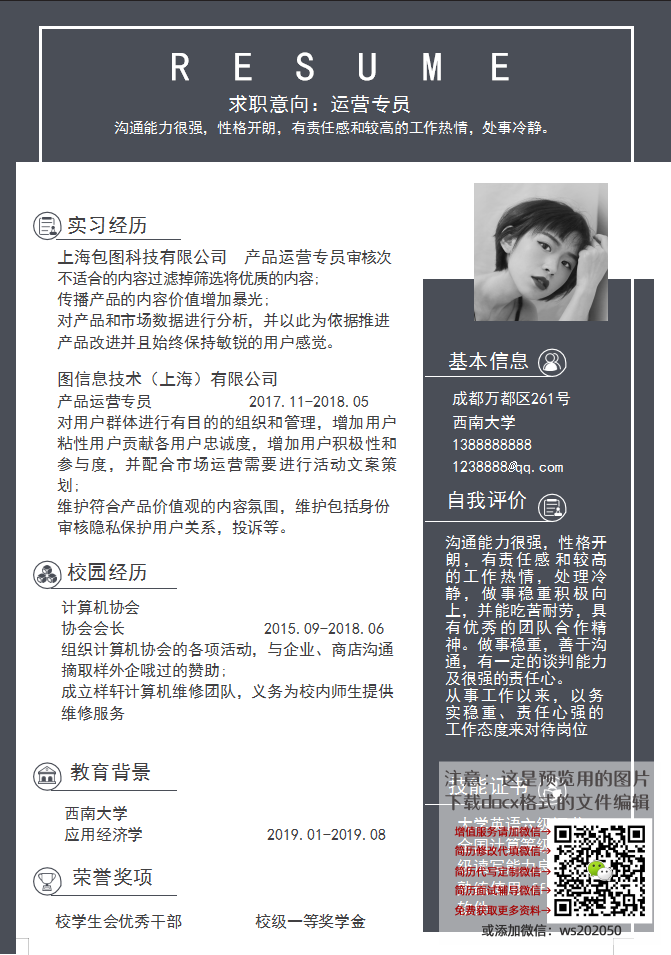 RESUME
求职意向：运营专员
沟通能力很强，性格开朗，有责任感和较高的工作热情，处事冷静。
实习经历
上海包图科技有限公司 产品运营专员审核次
不适合的内容过滤掉筛选将优质的内容；
传播产品的内容价值增加暴光；
对产品和市场数据进行分析，并以此为依据推进
产品改进并且始终保持敏锐的用户感觉。
图信息技术（上海）有限公司
产品运营专员 2017.11-2018.05
对用户群体进行有目的的组织和管理，增加用户
粘性用户贡献各用户忠诚度，增加用户积极性和
参与度，并配合市场运营需要进行活动文案策
划；
维护符合产品价值观的内容氛围，维护包括身份
审核隐私保护用户关系，投诉等。
校园经历
计算机协会
协会会长 2015.09-2018.06
组织计算机协会的各项活动，与企业、商店沟通
摘取样外企哦过的赞助；
成立样轩计算机维修团队，义务为校内师生提供
维修服务
教育背景
西南大学
应用经济学 2019.01-2019.08
荣誉奖项
校学生会优秀干部 校级一等奖学金
基本信息
成都万都区261号
西南大学
1388888888
1238888@qq.com
自我评价
沟通能力很强，性格开
朗，有责任感和较高
的工作热情，处理冷
静，做事稳重积极向
上，并能吃苦耐劳，具
有优秀的团队合作精
神。做事稳重，善于沟
通，有一定的谈判能力
及很强的责任心。
从事工作以来，以务
实稳重、责任心强的
工作态度来对待岗位
技能证书
注意：这是预览用的图片
下载docx格式的文件编辑
大学英语六级
全国计算等级
级读写能力
软件
增值服务请加微信→
简历修改代填微信→
简历代写定制微信→
简历面试辅导微信→
免费获取更多资料→
或添加微信：ws202050